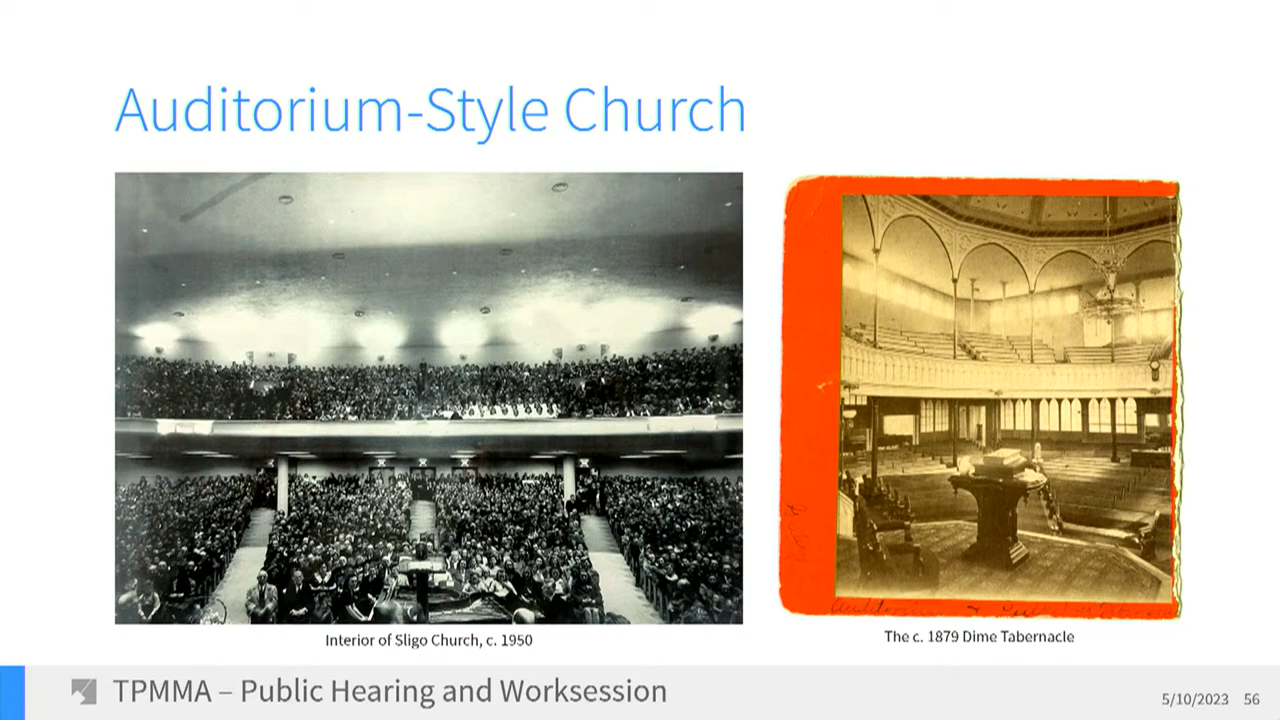 Auditorium-Style Church
Interior of Sligo Church, c. 1950
The c. 1879 Dime Tabernacle
TPMMA – Public Hearing and Worksession
5/10/2023 56